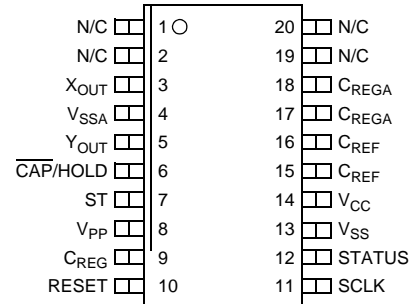 N/C 1 20 N/C
N/C 2 19 N/C
XOUT 3 18 CREGA
VSSA 4 17 CREGA
YOUT 5 16 CREF
CAP/HOLD 6 15 CREF
ST 7 14 VCC
VPP 8 13 VSS
CREG 9 12 STATUS
RESET 10 11 SCLK